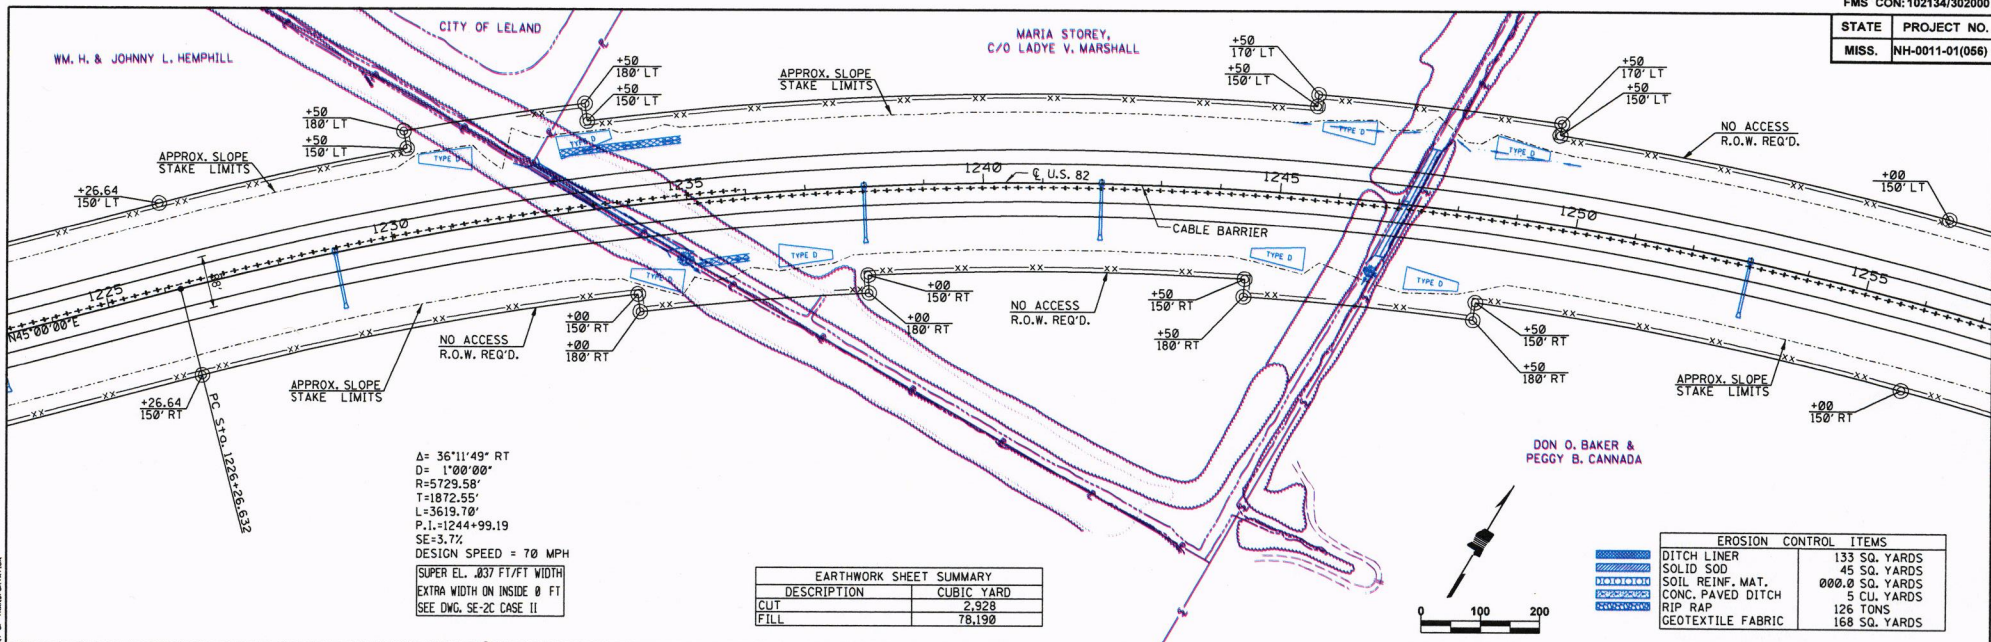 FMS CON: 102134/302000
STATE PROJECT NO.
MISS. NH-0011-01(056)
WM. H. & JOHNNY L. HEMPHILL
CITY OF LELAND
MARIA STOREY,
C/O LADYE V. MARSHALL
+50
180' LT
+50
150' LT
+50
180' LT
+50
150' LT
APPROX. SLOPE
STAKE LIMITS
+50
170' LT
+50
150' LT
+50
170' LT
+50
150' LT
NO ACCESS
R.O.W. REQ'D.
APPROX. SLOPE
STAKE LIMITS
+26.64
150' LT
+00
150' LT
TYPE D
TYPE D
TYPE D
TYPE D
1225
1230
1235
1240
℄ U.S. 82
1245
1250
1255
CABLE BARRIER
N45°00'00"E
88'
TYPE D
TYPE D
TYPE D
TYPE D
+00
150' RT
+00
180' RT
NO ACCESS
R.O.W. REQ'D.
+00
150' RT
+00
180' RT
NO ACCESS
R.O.W. REQ'D.
+50
150' RT
+50
180' RT
+50
150' RT
+50
180' RT
APPROX. SLOPE
STAKE LIMITS
APPROX. SLOPE
STAKE LIMITS
+26.64
150' RT
+00
150' RT
PC Sta. 1226+26.632
DON O. BAKER &
PEGGY B. CANNADA
Δ= 36°11'49" RT
D= 1°00'00"
R=5729.58'
T=1872.55'
L=3619.70'
P.I.=1244+99.19
SE=3.7%
DESIGN SPEED = 70 MPH
SUPER EL. .037 FT/FT WIDTH
EXTRA WIDTH ON INSIDE 0 FT
SEE DWG. SE-2C CASE II
EARTHWORK SHEET SUMMARY
DESCRIPTION CUBIC YARD
CUT 2,928
FILL 78,190
0 100 200
EROSION CONTROL ITEMS
DITCH LINER 133 SQ. YARDS
SOLID SOD 45 SQ. YARDS
SOIL REINF. MAT. 000.0 SQ. YARDS
CONC. PAVED DITCH 5 CU. YARDS
RIP RAP 126 TONS
GEOTEXTILE FABRIC 168 SQ. YARDS